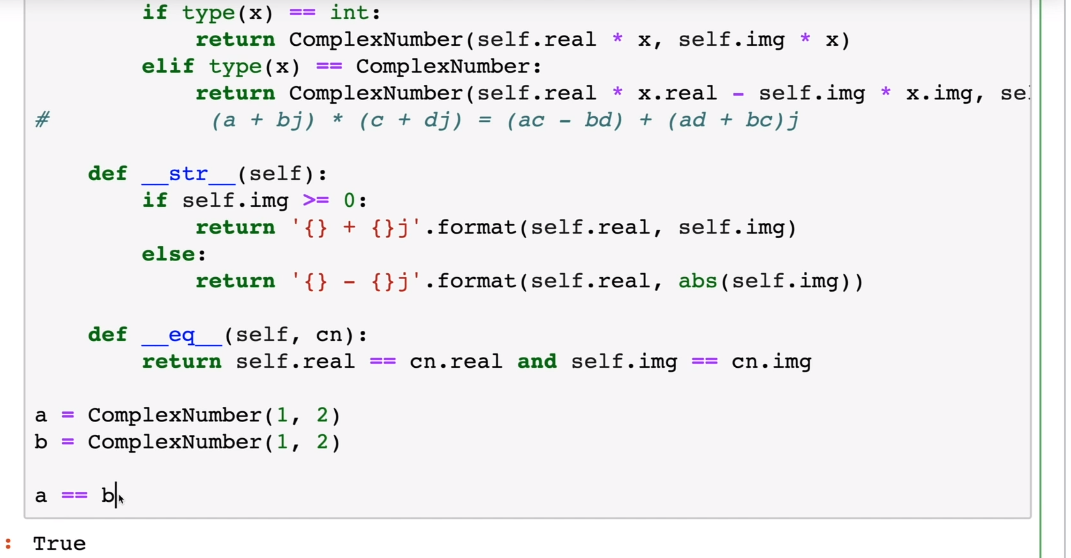 if type(x) == int:
return ComplexNumber(self.real * x, self.img * x)
elif type(x) == ComplexNumber:
return ComplexNumber(self.real * x.real - self.img * x.img, se
# (a + bj) * (c + dj) = (ac - bd) + (ad + bc)j
def __str__(self):
if self.img >= 0:
return '{} + {}j'.format(self.real, self.img)
else:
return '{} - {}j'.format(self.real, abs(self.img))
def __eq__(self, cn):
return self.real == cn.real and self.img == cn.img
a = ComplexNumber(1, 2)
b = ComplexNumber(1, 2)
a == b
: True